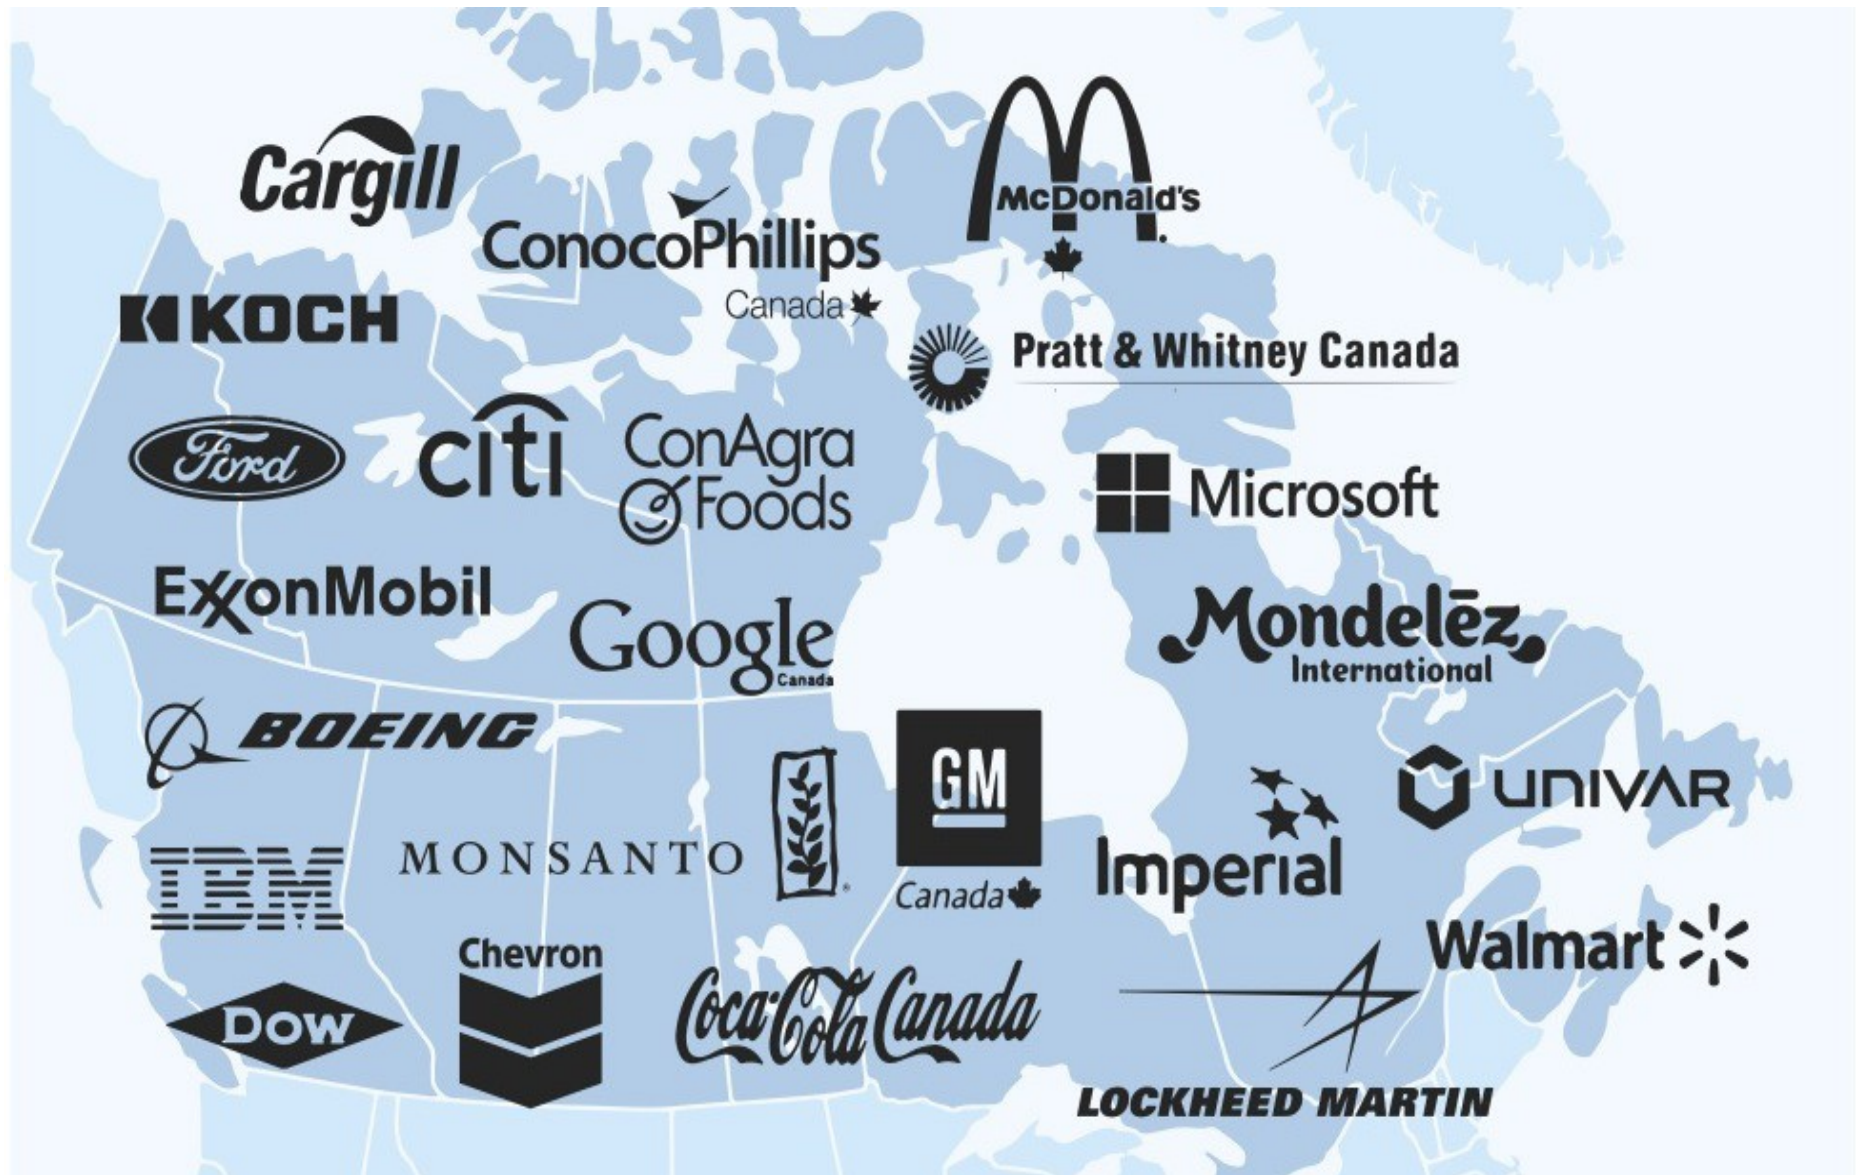 Cargill
McDonald's
ConocoPhillips
Canada
KOCH
Pratt & Whitney Canada
Ford
citi
ConAgra
Foods
Microsoft
ExxonMobil
Google
Canada
Mondelēz
International
BOEING
GM
Canada
UNIVAR
IBM
MONSANTO
®
Imperial
Chevron
Walmart
Dow
Coca-Cola Canada
LOCKHEED MARTIN